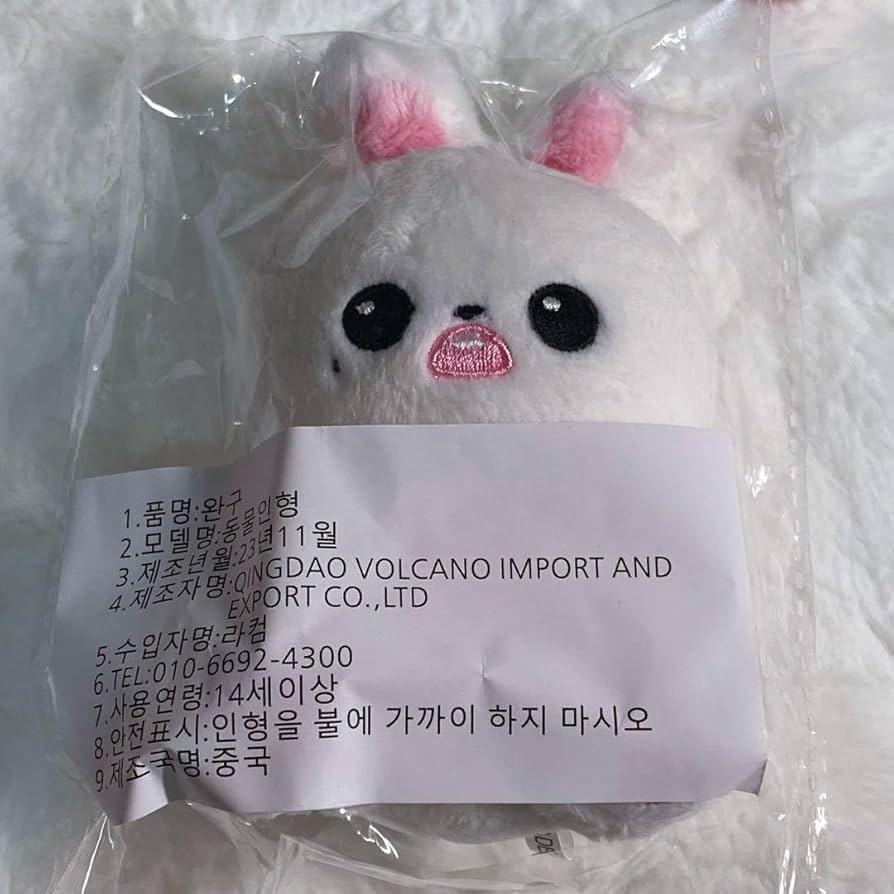 1.품명:완구
2.모델명:동물인형
3.제조년월:23년11월
4.제조자명:QINGDAO VOLCANO IMPORT AND
EXPORT CO.,LTD
5.수입자명:라컴
6.TEL:010-6692-4300
7.사용연령:14세이상
8.안전표시:인형을 불에 가까이 하지 마시오
9.제조국명:중국